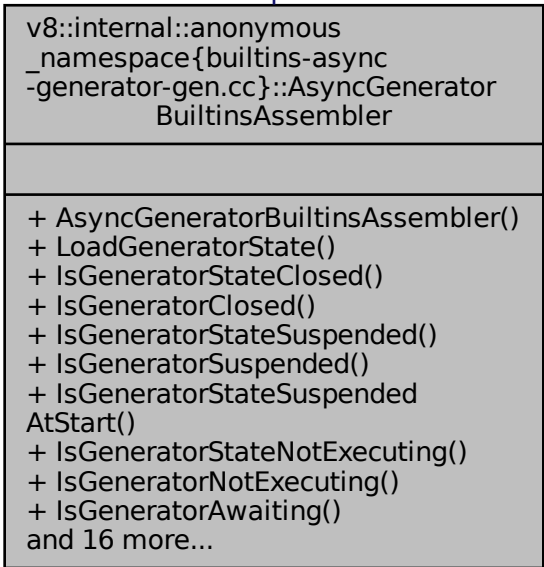 v8::internal::anonymous
_namespace{builtins-async
-generator-gen.cc}::AsyncGenerator
BuiltinsAssembler
+ AsyncGeneratorBuiltinsAssembler()
+ LoadGeneratorState()
+ IsGeneratorStateClosed()
+ IsGeneratorClosed()
+ IsGeneratorStateSuspended()
+ IsGeneratorSuspended()
+ IsGeneratorStateSuspended
AtStart()
+ IsGeneratorStateNotExecuting()
+ IsGeneratorNotExecuting()
+ IsGeneratorAwaiting()
and 16 more...